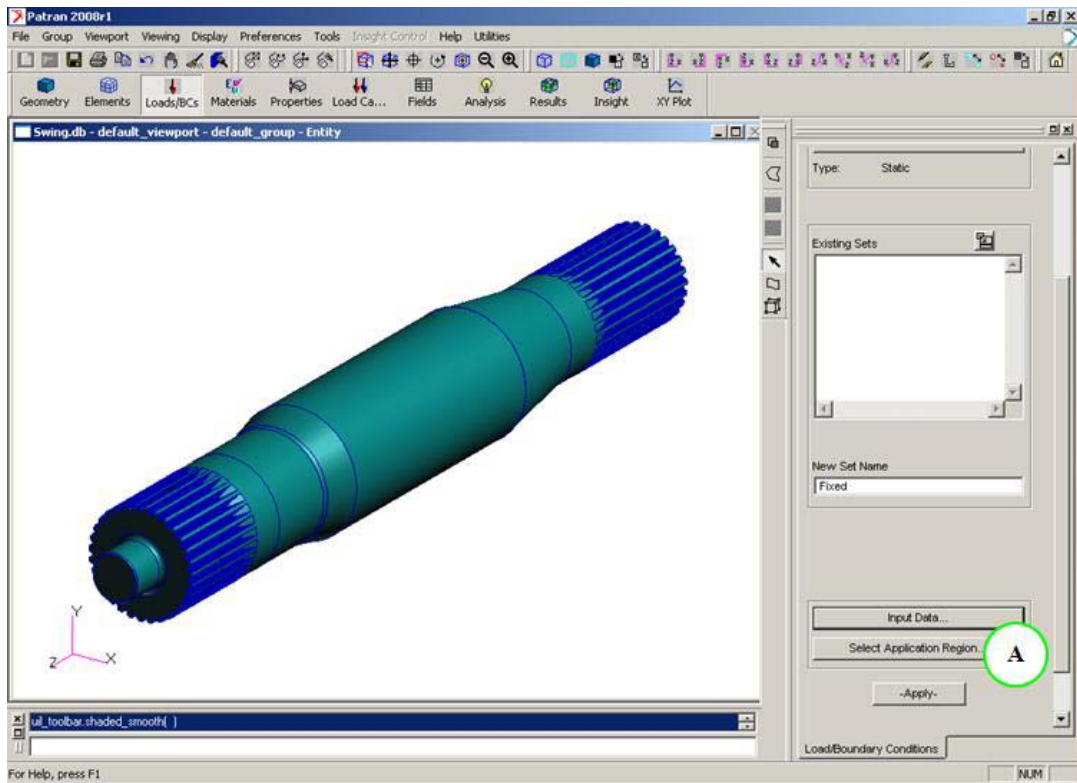 Patran 2008r1
File Group Viewport Viewing Display Preferences Tools Insight Control Help Utilities
Geometry Elements Loads/BCs Materials Properties Load Ca... Fields Analysis Results Insight XY Plot
Swing.db - default_viewport - default_group - Entity
Type: Static
Existing Sets
New Set Name
Fixed
Input Data...
Select Application Region...
A
-Apply-
Y
Z X
uil_toolbar.shaded_smooth( )
Load/Boundary Conditions
For Help, press F1
NUM